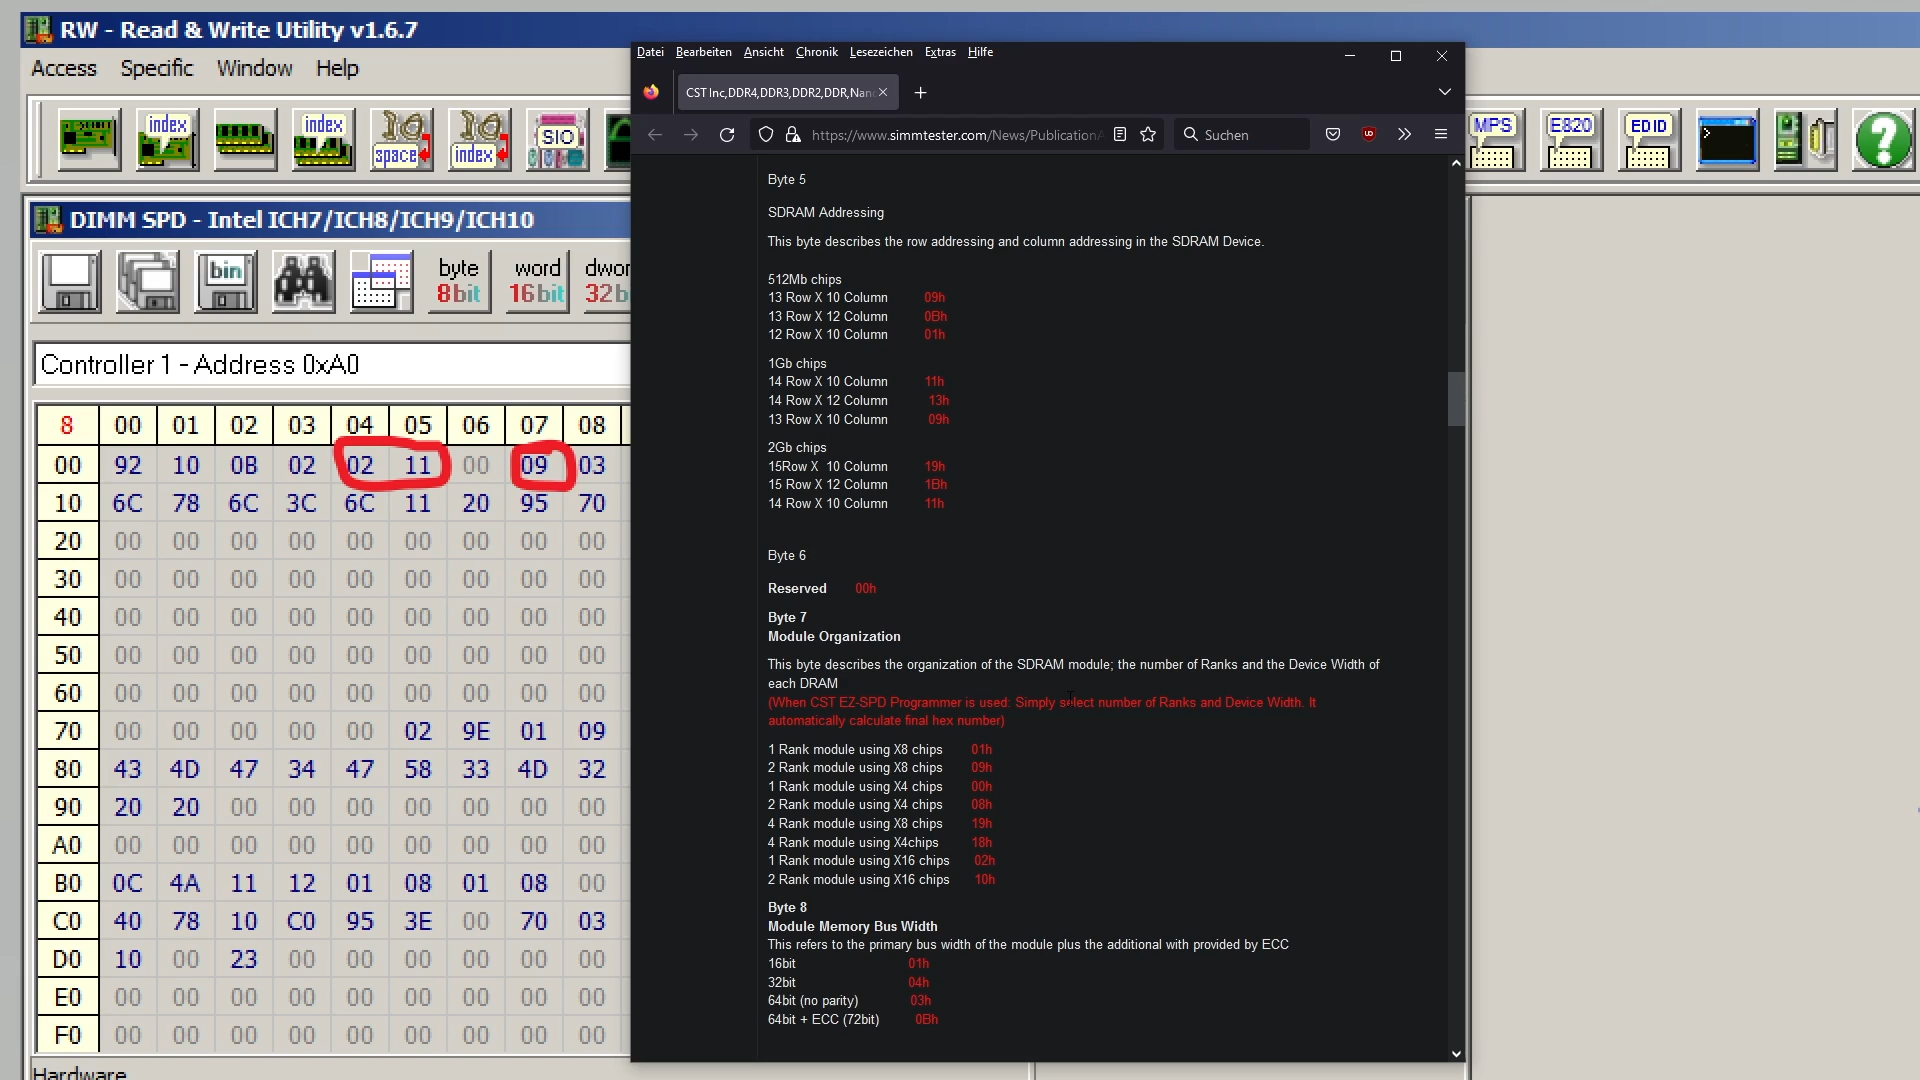 RW - Read & Write Utility v1.6.7
Access Specific Window Help
index index space index SIO MPS E820 EDID
DIMM SPD - Intel ICH7/ICH8/ICH9/ICH10
bin byte 8bit word 16bit dwor 32b
Controller 1 - Address 0xA0
8 00 01 02 03 04 05 06 07 08
00 92 10 0B 02 02 11 00 09 03
10 6C 78 6C 3C 6C 11 20 95 70
20 00 00 00 00 00 00 00 00 00
30 00 00 00 00 00 00 00 00 00
40 00 00 00 00 00 00 00 00 00
50 00 00 00 00 00 00 00 00 00
60 00 00 00 00 00 00 00 00 00
70 00 00 00 00 00 02 9E 01 09
80 43 4D 47 34 47 58 33 4D 32
90 20 20 00 00 00 00 00 00 00
A0 00 00 00 00 00 00 00 00 00
B0 0C 4A 11 12 01 08 01 08 00
C0 40 78 10 C0 95 3E 00 70 03
D0 10 00 23 00 00 00 00 00 00
E0 00 00 00 00 00 00 00 00 00
F0 00 00 00 00 00 00 00 00 00
Hardware
Datei Bearbeiten Ansicht Chronik Lesezeichen Extras Hilfe
CST Inc,DDR4,DDR3,DDR2,DDR,Nan
https://www.simmtester.com/News/Publication Suchen
Byte 5
SDRAM Addressing
This byte describes the row addressing and column addressing in the SDRAM Device.
512Mb chips
13 Row X 10 Column 09h
13 Row X 12 Column 0Bh
12 Row X 10 Column 01h
1Gb chips
14 Row X 10 Column 11h
14 Row X 12 Column 13h
13 Row X 10 Column 09h
2Gb chips
15Row X 10 Column 19h
15 Row X 12 Column 1Bh
14 Row X 10 Column 11h
Byte 6
Reserved 00h
Byte 7
Module Organization
This byte describes the organization of the SDRAM module; the number of Ranks and the Device Width of
each DRAM
(When CST EZ-SPD Programmer is used: Simply select number of Ranks and Device Width. It
automatically calculate final hex number)
1 Rank module using X8 chips 01h
2 Rank module using X8 chips 09h
1 Rank module using X4 chips 00h
2 Rank module using X4 chips 08h
4 Rank module using X8 chips 19h
4 Rank module using X4chips 18h
1 Rank module using X16 chips 02h
2 Rank module using X16 chips 10h
Byte 8
Module Memory Bus Width
This refers to the primary bus width of the module plus the additional with provided by ECC
16bit 01h
32bit 04h
64bit (no parity) 03h
64bit + ECC (72bit) 0Bh